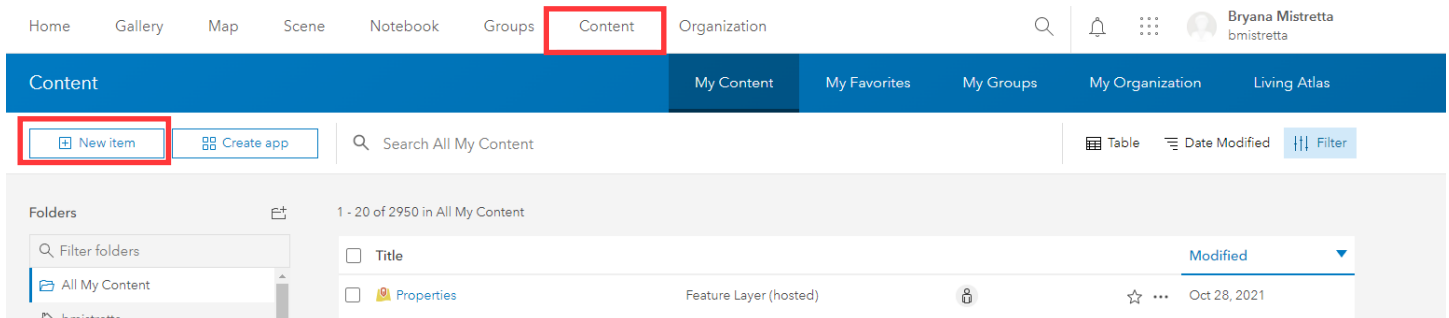 Home Gallery Map Scene Notebook Groups Content Organization Bryana Mistretta
bmistretta
Content My Content My Favorites My Groups My Organization Living Atlas
New item Create app Search All My Content Table Date Modified Filter
Folders 1 - 20 of 2950 in All My Content
Filter folders Title Modified
All My Content Properties Feature Layer (hosted) Oct 28, 2021
bmistretta